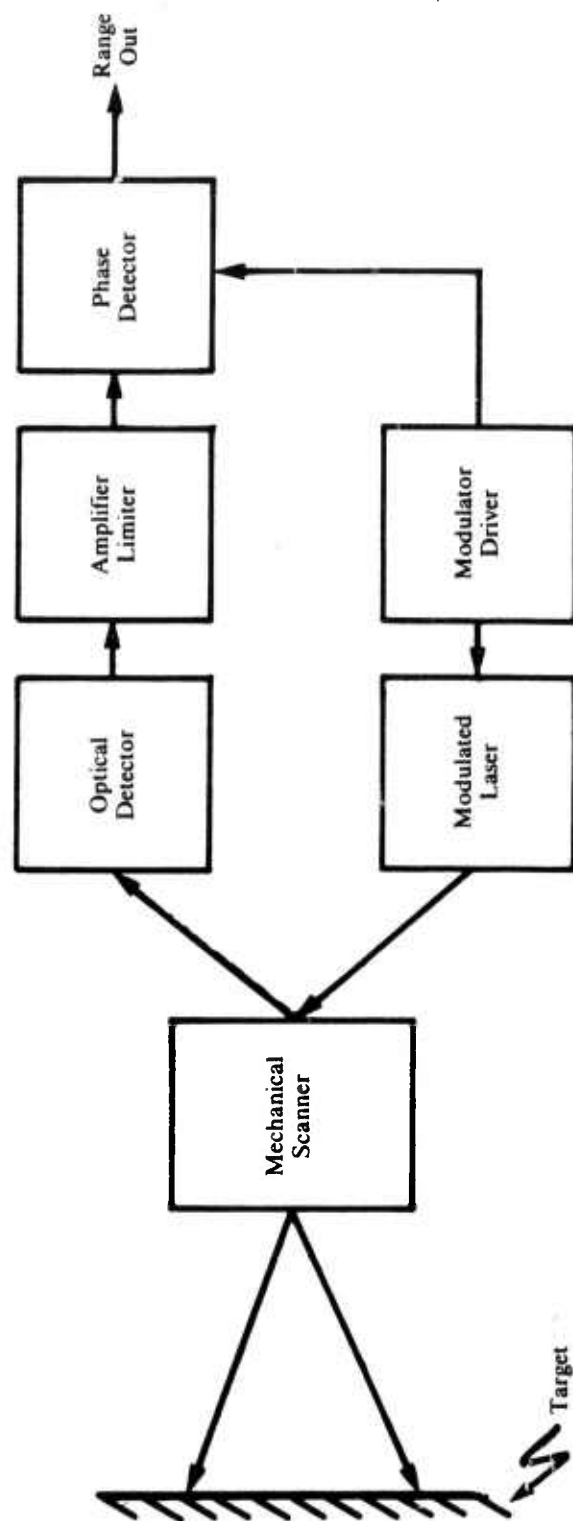 Target
Mechanical
Scanner
Optical
Detector
Amplifier
Limiter
Phase
Detector
Range
Out
Modulated
Laser
Modulator
Driver